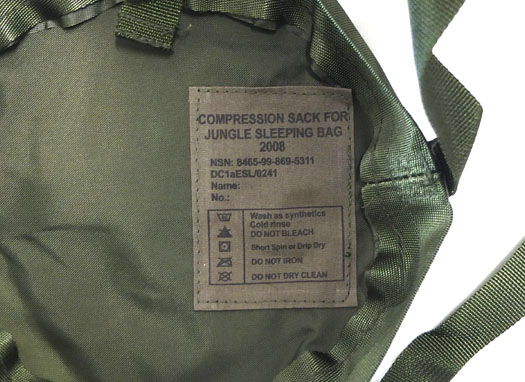 COMPRESSION SACK FOR
JUNGLE SLEEPING BAG
2008
NSN: 8465-99-869-5311
DC1aESL/0241
Name:
No.:
Wash as synthetics
Cold rinse
DO NOT BLEACH
Short Spin or Drip Dry
DO NOT IRON
DO NOT DRY CLEAN